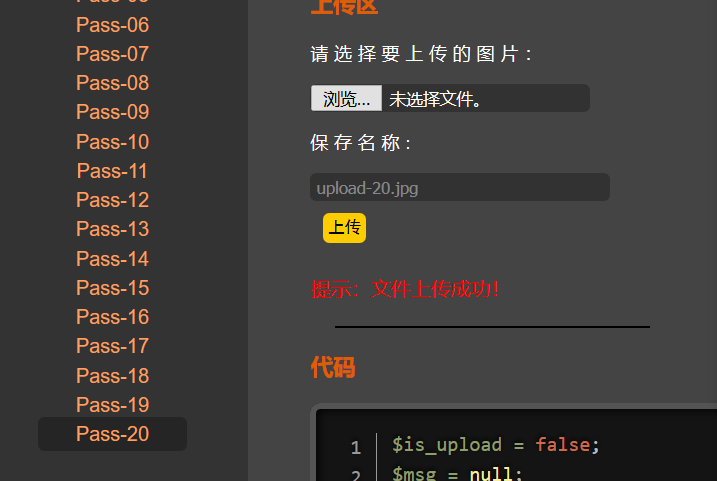 Pass-06
Pass-07
Pass-08
Pass-09
Pass-10
Pass-11
Pass-12
Pass-13
Pass-14
Pass-15
Pass-16
Pass-17
Pass-18
Pass-19
Pass-20
上传区
请选择要上传的图片：
浏览... 未选择文件。
保存名称：
upload-20.jpg
上传
提示：文件上传成功！
代码
1 $is_upload = false;
2 $msg = null;